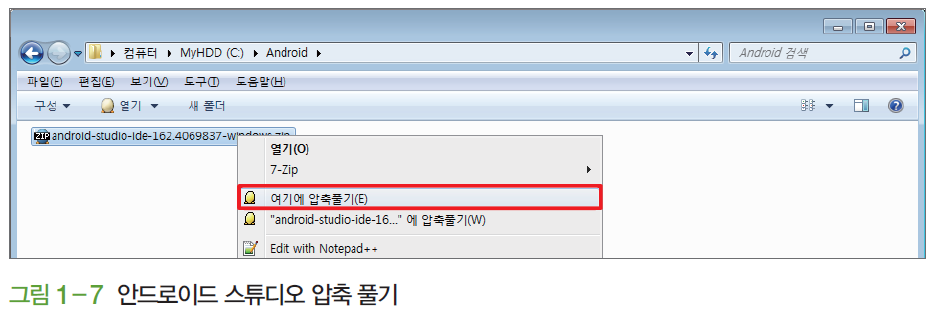 컴퓨터 ▸ MyHDD (C:) ▸ Android ▸
Android 검색
파일(F) 편집(E) 보기(V) 도구(T) 도움말(H)
구성 열기 새 폴더
ZIP android-studio-ide-162.4069837-windows.zip
열기(O)
7-Zip
여기에 압축풀기(E)
"android-studio-ide-16..." 에 압축풀기(W)
Edit with Notepad++
그림 1-7 안드로이드 스튜디오 압축 풀기